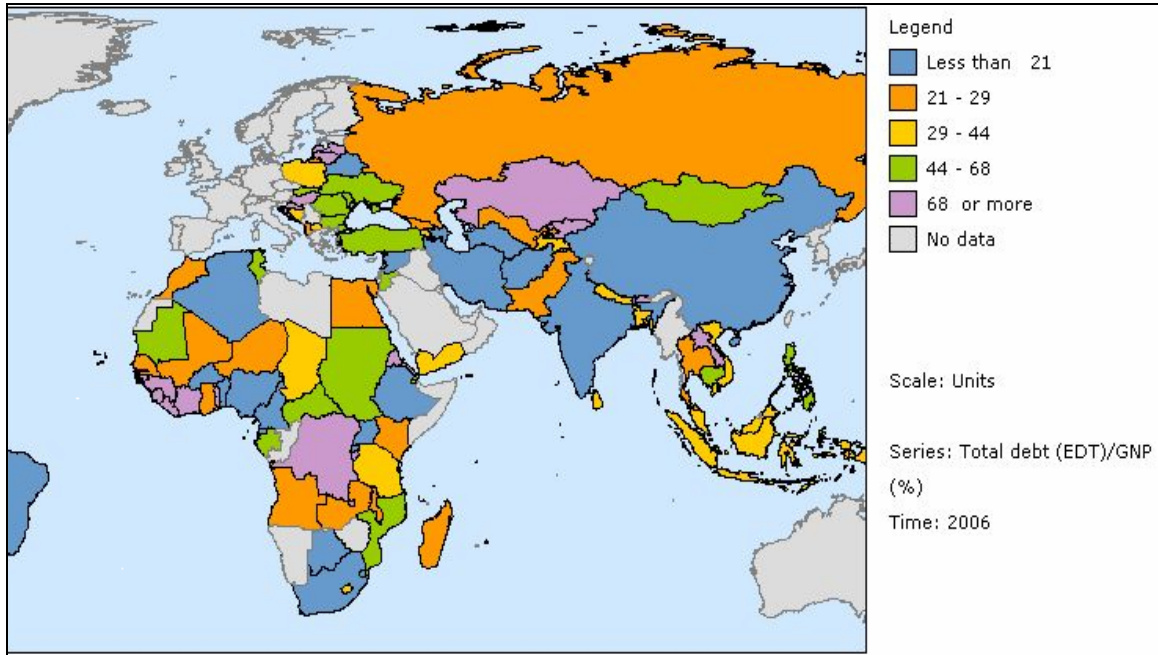 Legend
Less than 21
21 - 29
29 - 44
44 - 68
68 or more
No data
Scale: Units
Series: Total debt (EDT)/GNP
(%)
Time: 2006